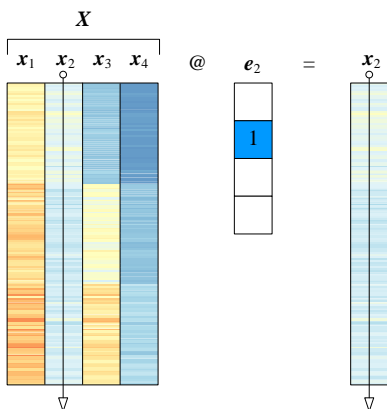 X
x₁ x₂ x₃ x₄ @ e₂ = x₂
1